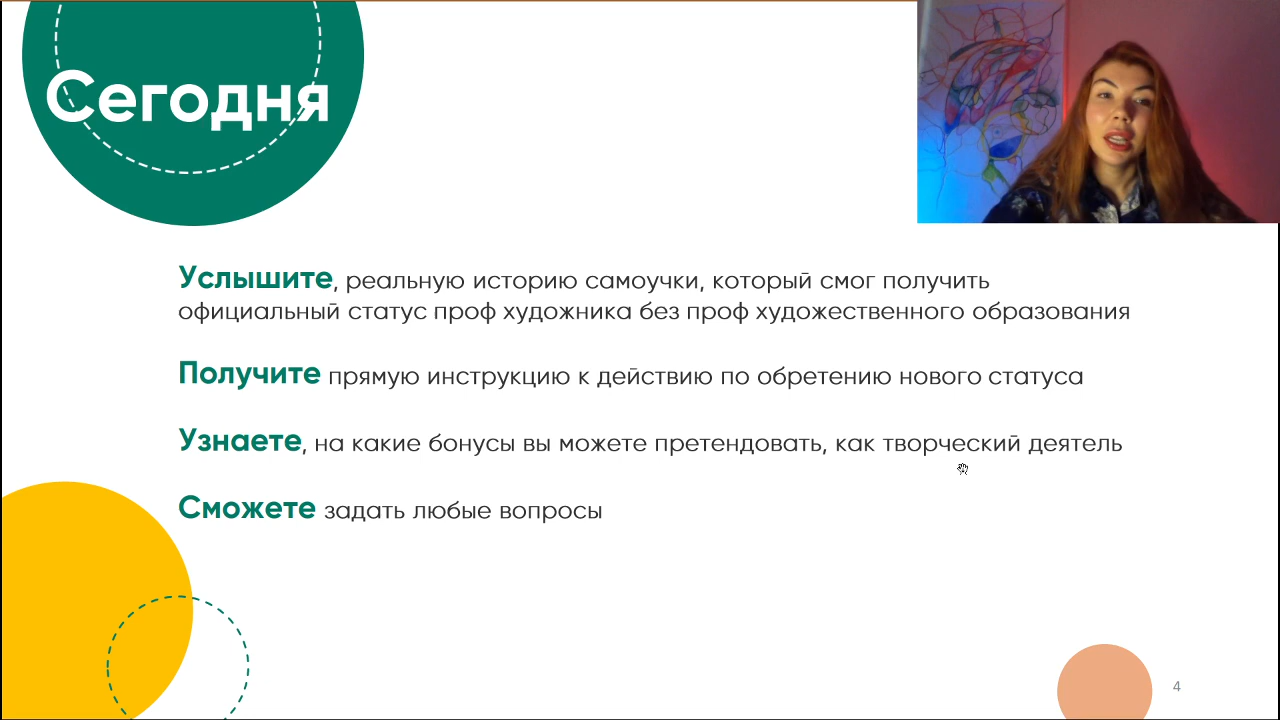 Сегодня
Услышите, реальную историю самоучки, который смог получить
официальный статус проф художника без проф художественного образования
Получите прямую инструкцию к действию по обретению нового статуса
Узнаете, на какие бонусы вы можете претендовать, как творческий деятель
Сможете задать любые вопросы
4